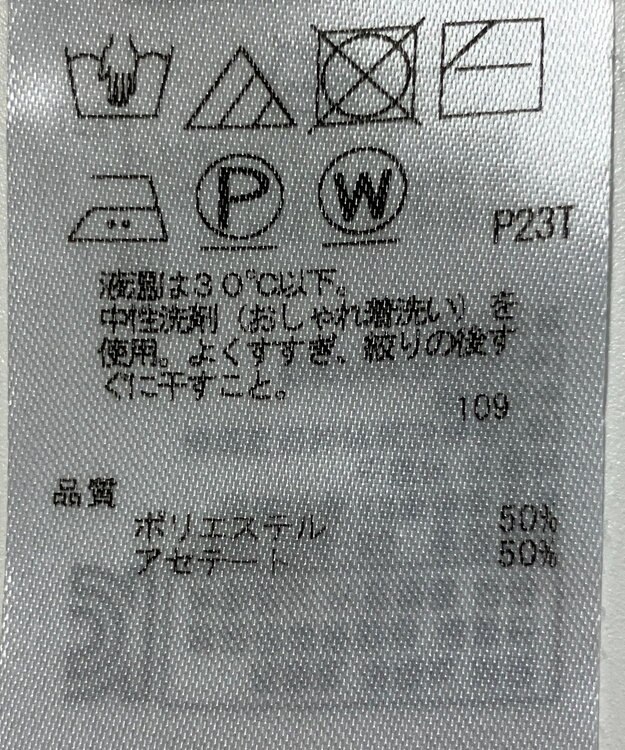 P W P23T
液温は30℃以下。
中性洗剤（おしゃれ着洗い）を
使用。よくすすぎ、絞りの後す
ぐに干すこと。
109
品質
ポリエステル 50%
アセテート 50%